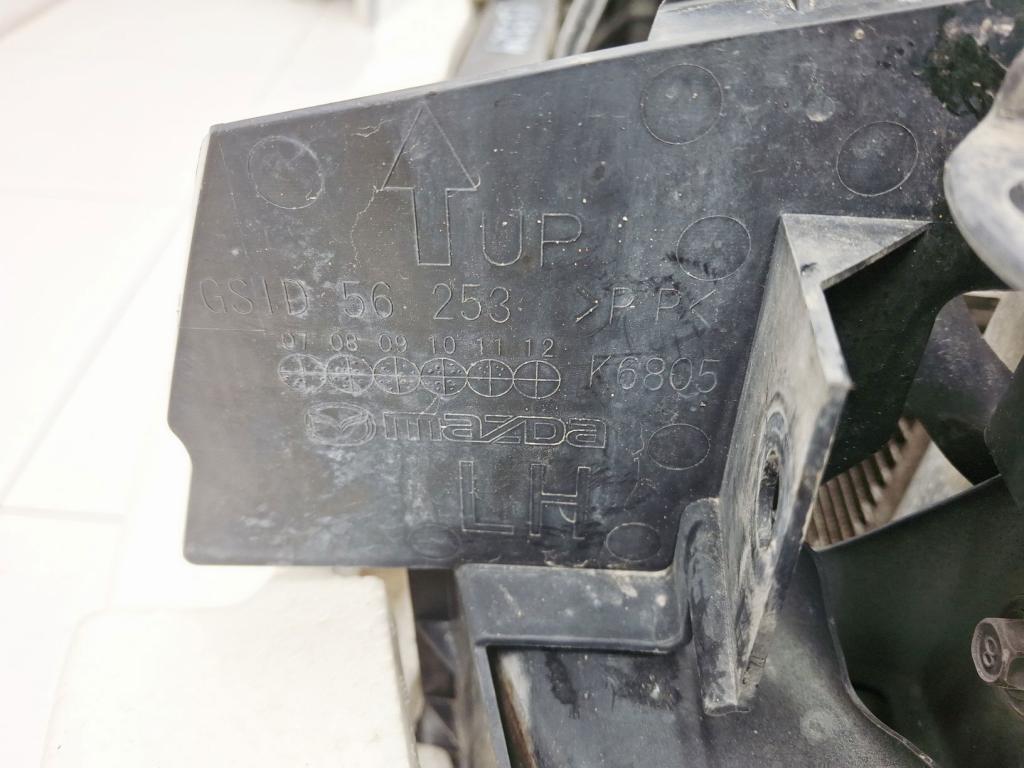 UP
GS1D 56 253 >PP<
07 08 09 10 11 12
K6805
mazda
LH